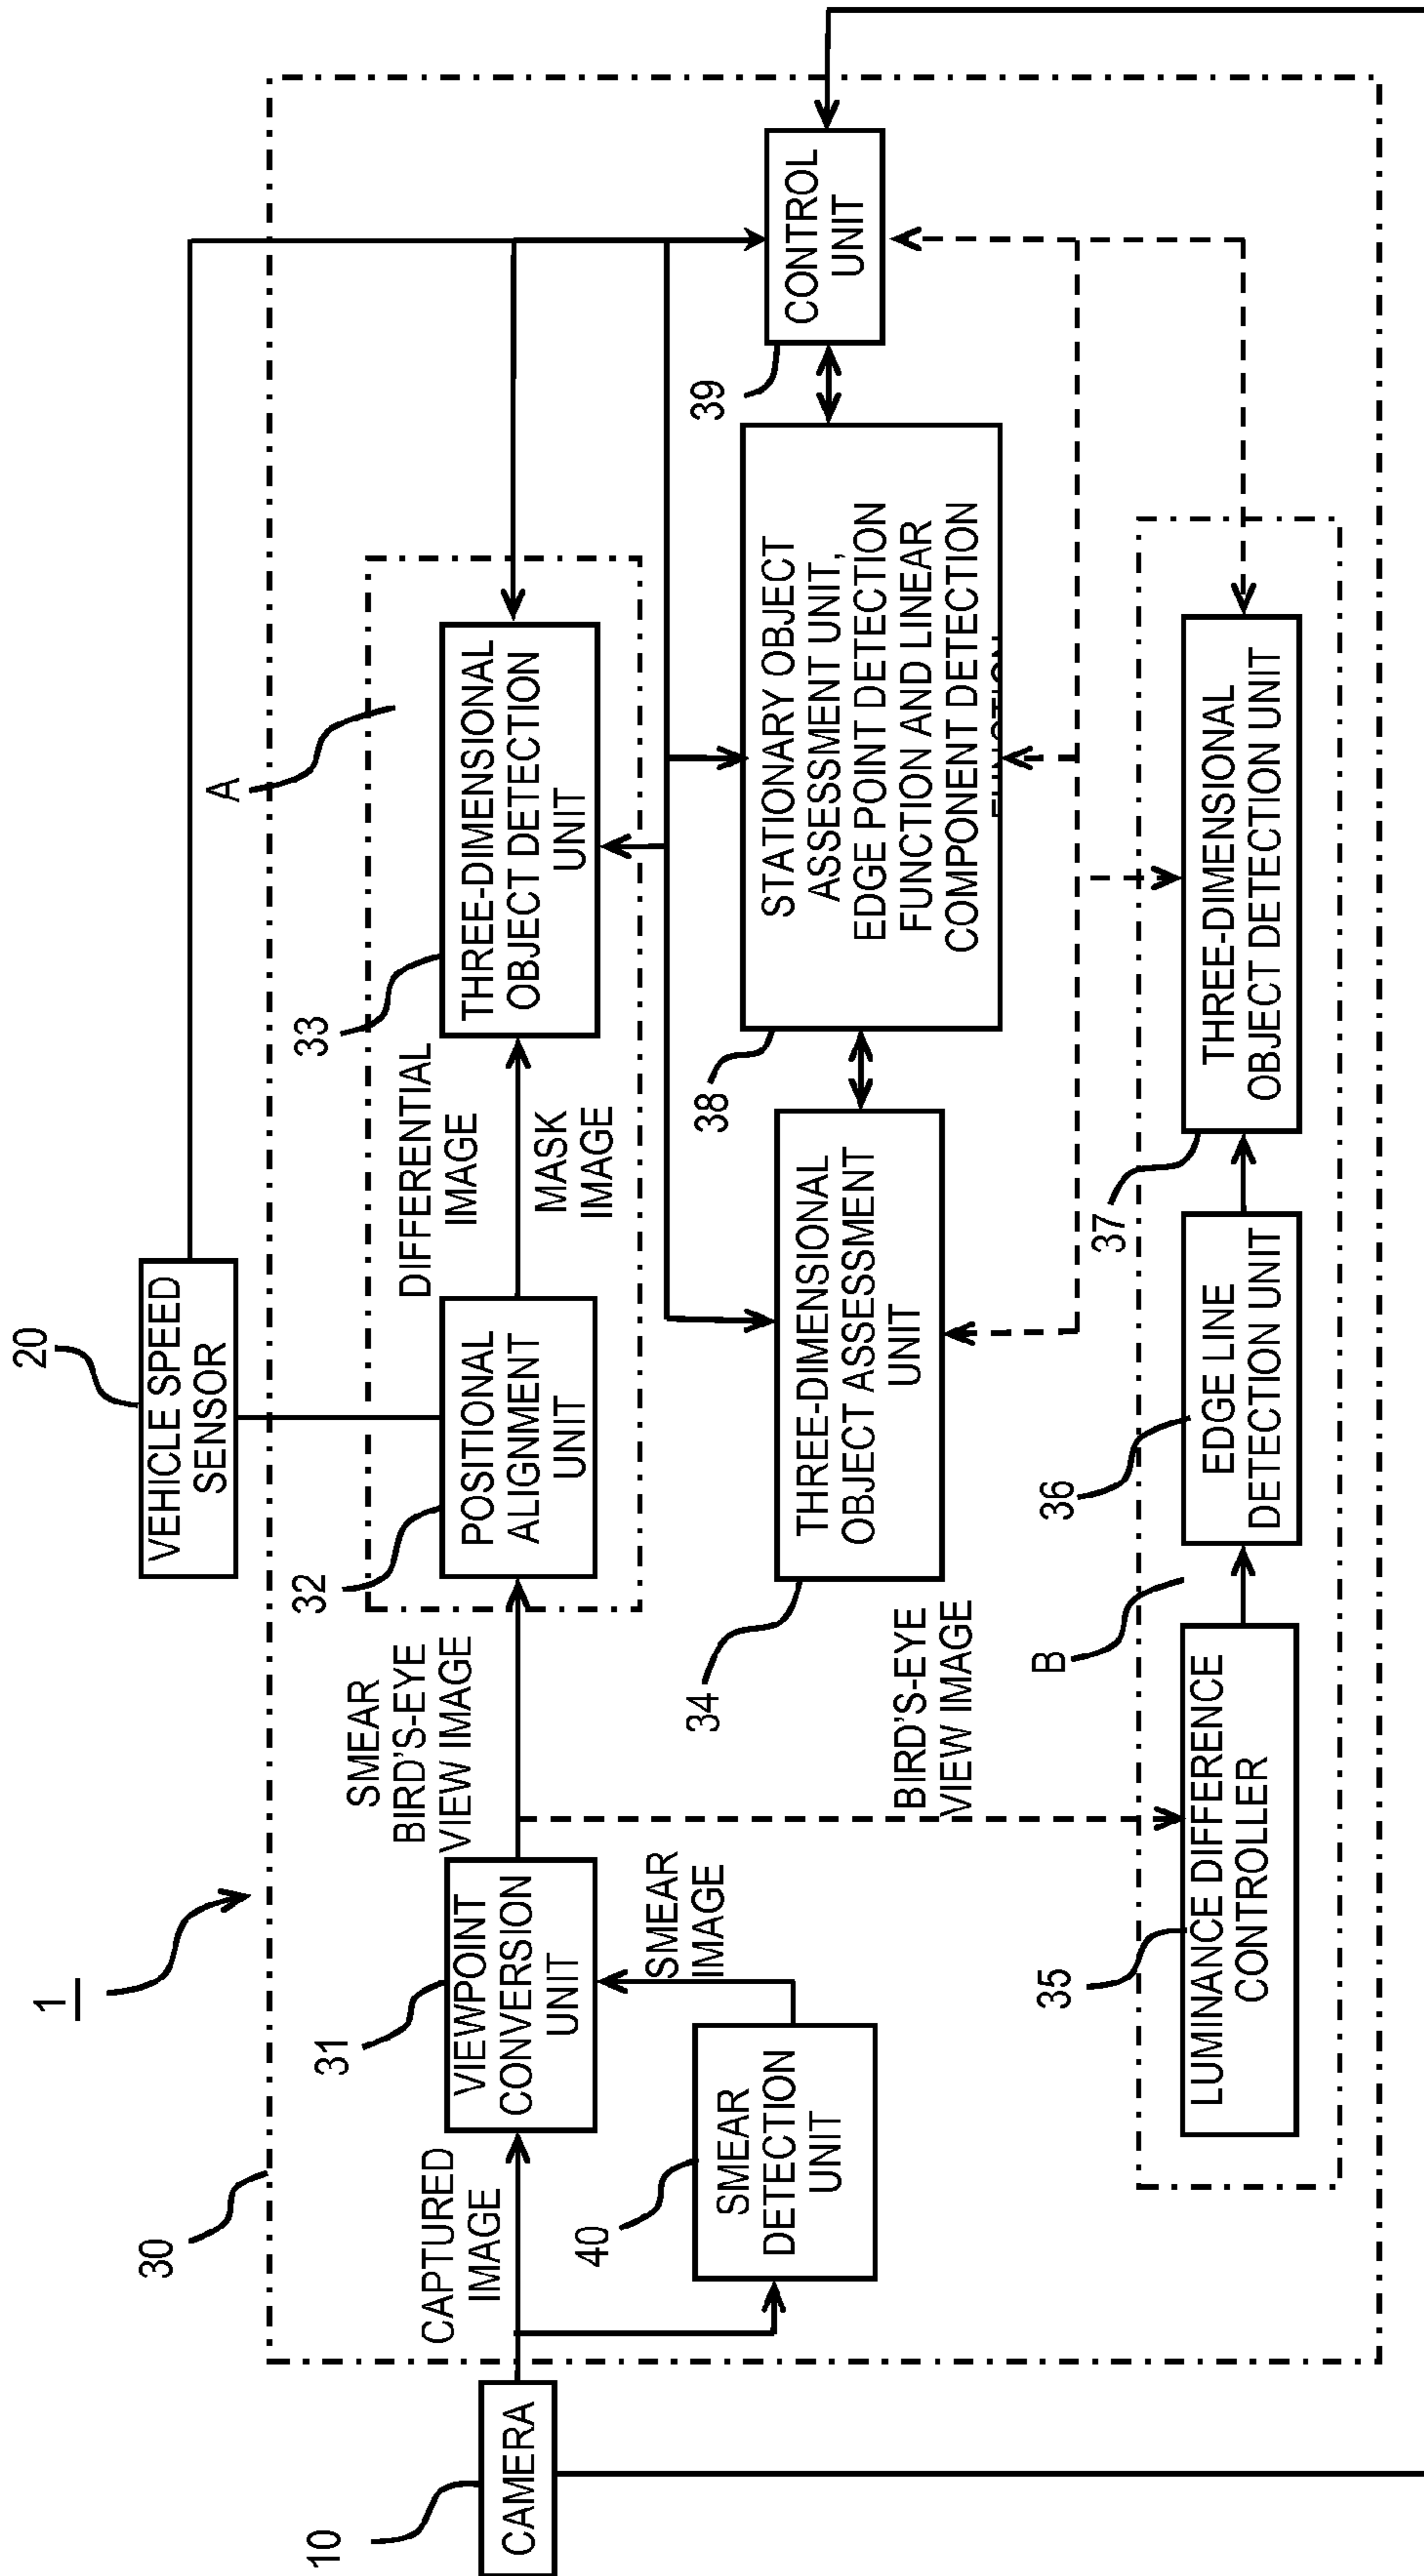 1
20
VEHICLE SPEED
SENSOR
30
CAPTURED
IMAGE
10
CAMERA
31
VIEWPOINT
CONVERSION
UNIT
SMEAR
IMAGE
40
SMEAR
DETECTION
UNIT
SMEAR
BIRD'S-EYE
VIEW IMAGE
32
POSITIONAL
ALIGNMENT
UNIT
DIFFERENTIAL
IMAGE
MASK
IMAGE
33
THREE-DIMENSIONAL
OBJECT DETECTION
UNIT
A
34
THREE-DIMENSIONAL
OBJECT ASSESSMENT
UNIT
38
STATIONARY OBJECT
ASSESSMENT UNIT,
EDGE POINT DETECTION
FUNCTION AND LINEAR
COMPONENT DETECTION
FUNCTION
39
CONTROL
UNIT
BIRD'S-EYE
VIEW IMAGE
B
35
LUMINANCE DIFFERENCE
CONTROLLER
36
EDGE LINE
DETECTION UNIT
37
THREE-DIMENSIONAL
OBJECT DETECTION UNIT